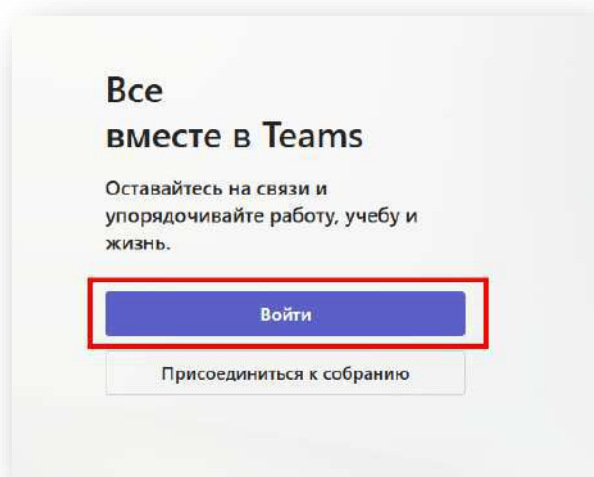 Все
вместе в Teams
Оставайтесь на связи и
упорядочивайте работу, учебу и
жизнь.
Войти
Присоединиться к собранию